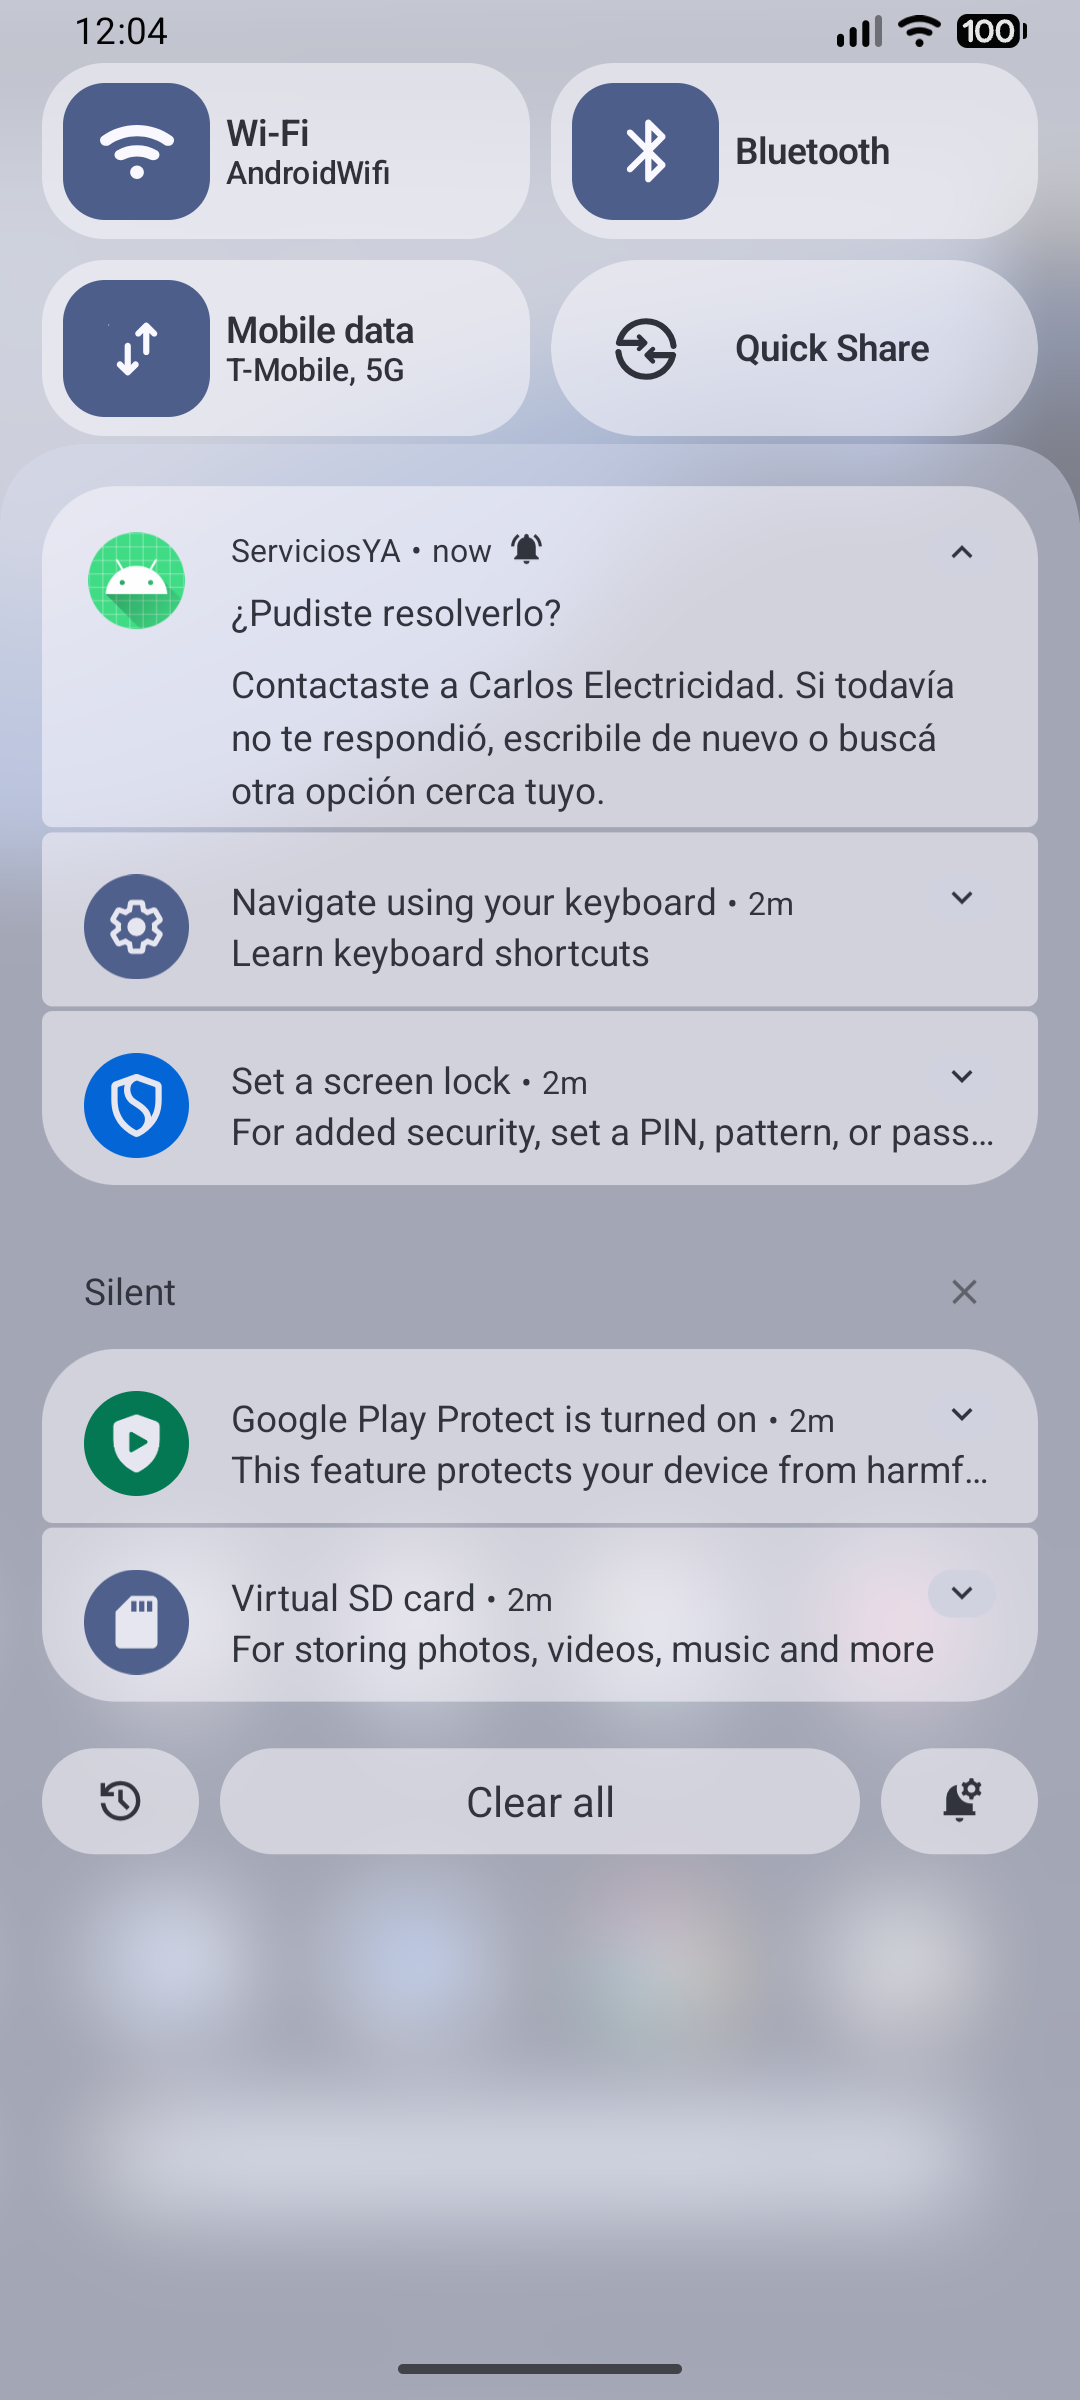 12:04
100
Wi-Fi
AndroidWifi
Bluetooth
Mobile data
T-Mobile, 5G
Quick Share
ServiciosYA • now
¿Pudiste resolverlo?
Contactaste a Carlos Electricidad. Si todavía
no te respondió, escribile de nuevo o buscá
otra opción cerca tuyo.
Navigate using your keyboard • 2m
Learn keyboard shortcuts
Set a screen lock • 2m
For added security, set a PIN, pattern, or pass…
Silent
Google Play Protect is turned on • 2m
This feature protects your device from harmf…
Virtual SD card • 2m
For storing photos, videos, music and more
Clear all